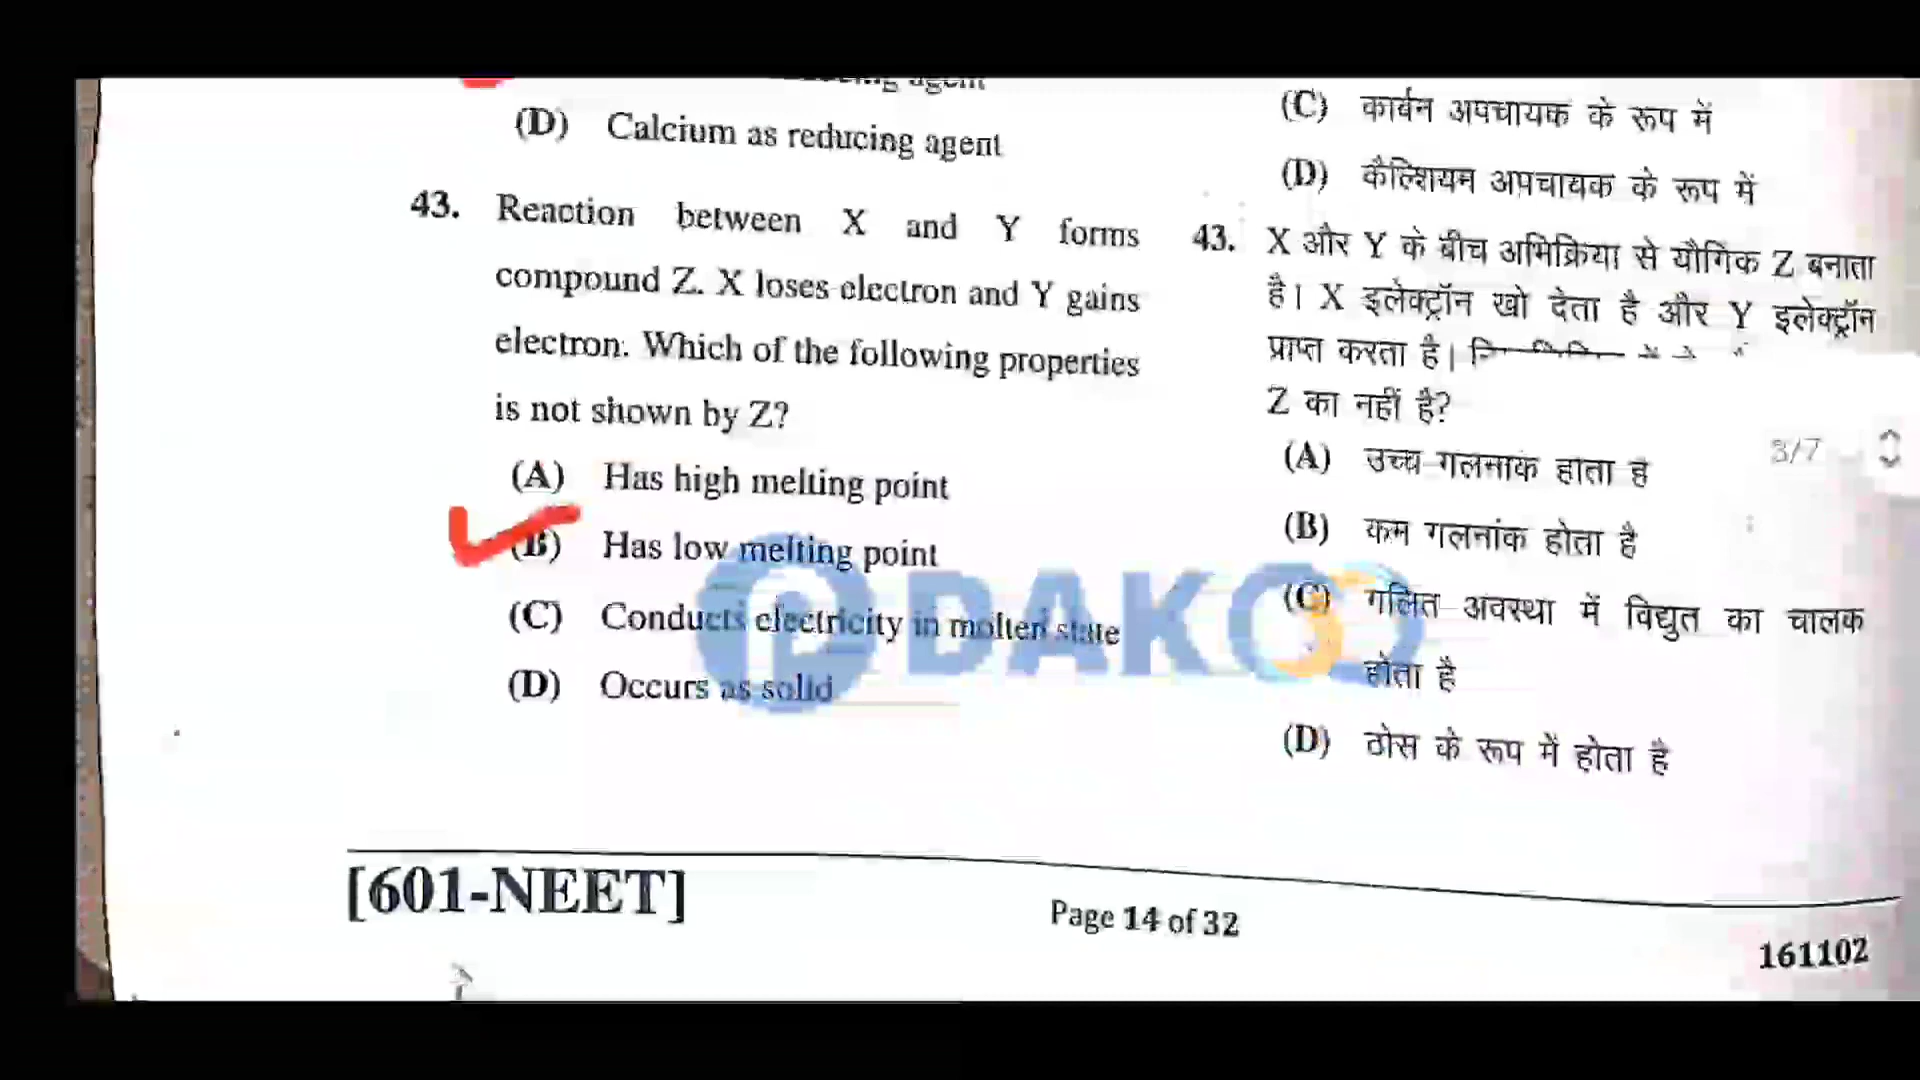 agent
(D) Calcium as reducing agent
43. Reaction between X and Y forms
compound Z. X loses electron and Y gains
electron. Which of the following properties
is not shown by Z?
(A) Has high melting point
(B) Has low melting point
(C) Conducts electricity in molten state
(D) Occurs as solid
(C) कार्बन अपचायक के रूप में
(D) कैल्शियम अपचायक के रूप में
43. X और Y के बीच अभिक्रिया से यौगिक Z बनाता
है। X इलेक्ट्रॉन खो देता है और Y इलेक्ट्रॉन
प्राप्त करता है।
Z का नहीं है?
(A) उच्च गलनांक होता है
(B) कम गलनांक होता है
(C) गलित अवस्था में विद्युत का चालक
होता है
(D) ठोस के रूप में होता है
3/7
DAK
[601-NEET]
Page 14 of 32
161102